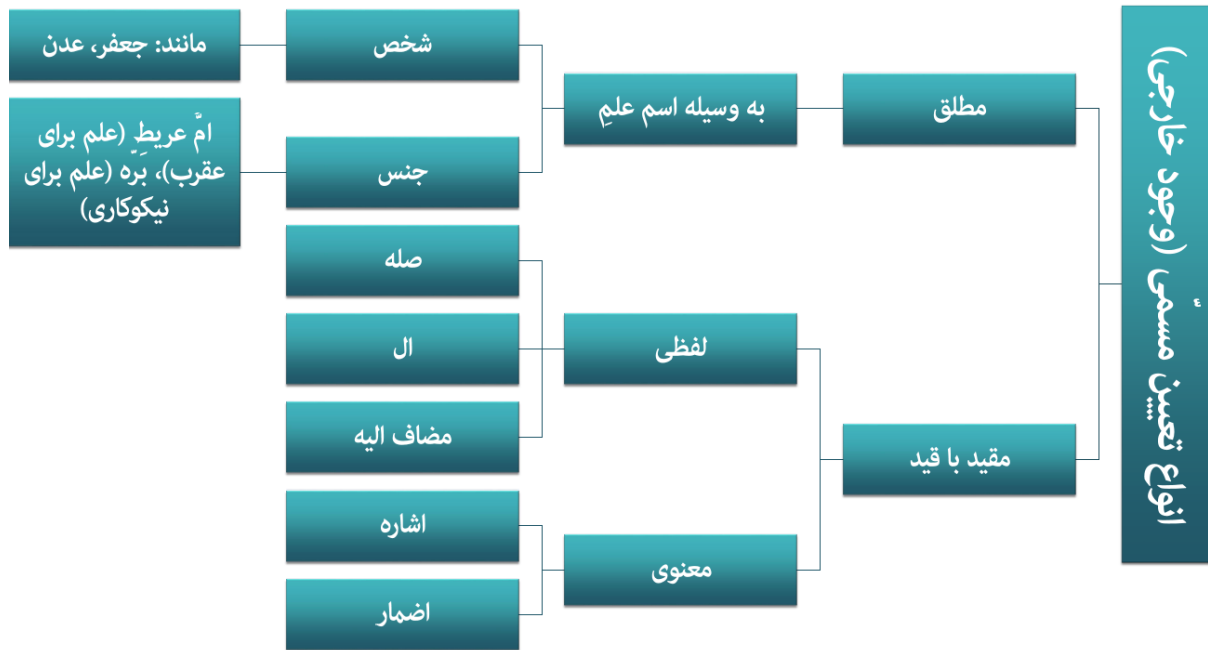 انواع تعیین مسمّی (وجود خارجی)
مطلق
به وسیله اسم علمِ
شخص
مانند: جعفر، عدن
جنس
امّ عریطِ (علم برای
عقرب)، بَرّه (علم برای
نیکوکاری)
مقید با قید
لفظی
صله
ال
مضاف الیه
معنوی
اشاره
اضمار